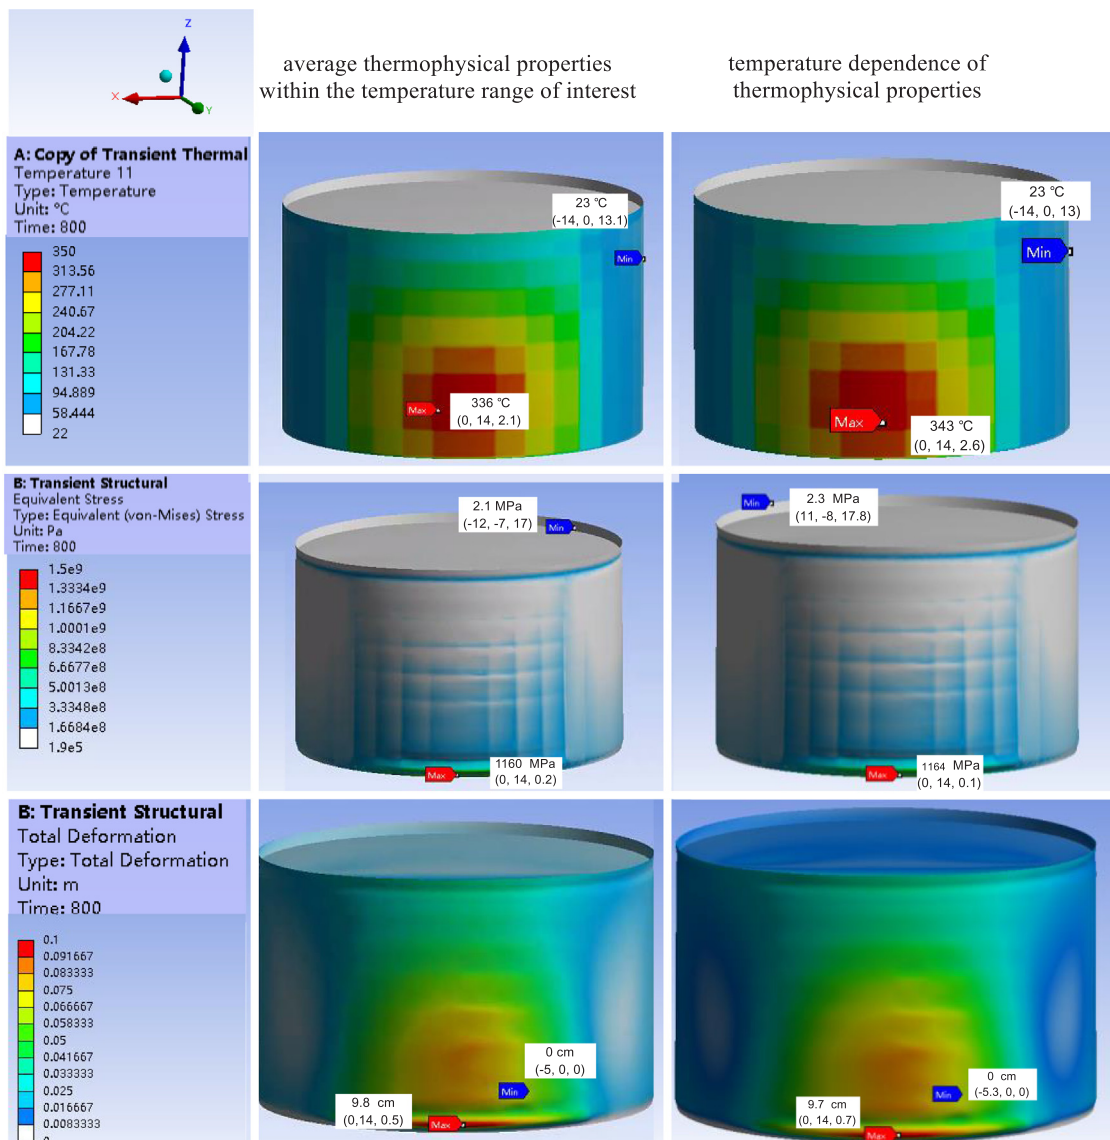 Z
X
Y
average thermophysical properties
within the temperature range of interest
temperature dependence of
thermophysical properties
A: Copy of Transient Thermal
Temperature 11
Type: Temperature
Unit: °C
Time: 800
350
313.56
277.11
240.67
204.22
167.78
131.33
94.889
58.444
22
23 °C
(-14, 0, 13.1)
Min
Max
336 °C
(0, 14, 2.1)
23 °C
(-14, 0, 13)
Min
Max
343 °C
(0, 14, 2.6)
B: Transient Structural
Equivalent Stress
Type: Equivalent (von-Mises) Stress
Unit: Pa
Time: 800
1.5e9
1.3334e9
1.1667e9
1.0001e9
8.3342e8
6.6677e8
5.0013e8
3.3348e8
1.6684e8
1.9e5
2.1 MPa
(-12, -7, 17)
Min
1160 MPa
(0, 14, 0.2)
Max
Min
2.3 MPa
(11, -8, 17.8)
1164 MPa
(0, 14, 0.1)
Max
B: Transient Structural
Total Deformation
Type: Total Deformation
Unit: m
Time: 800
0.1
0.091667
0.083333
0.075
0.066667
0.058333
0.05
0.041667
0.033333
0.025
0.016667
0.0083333
0
0 cm
(-5, 0, 0)
Min
9.8 cm
(0,14, 0.5)
Max
0 cm
(-5.3, 0, 0)
Min
9.7 cm
(0, 14, 0.7)
Max